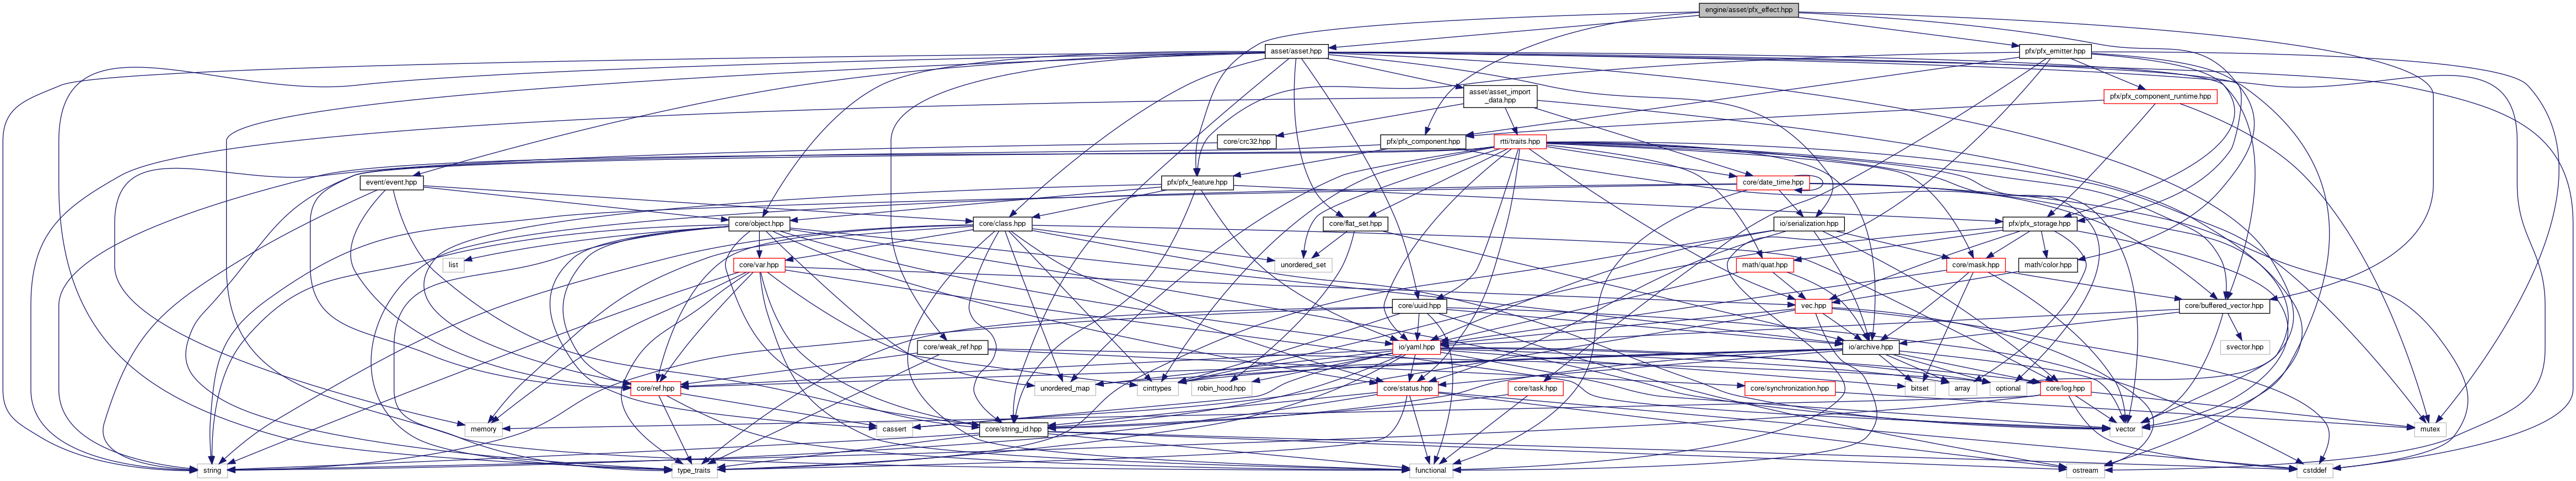 engine/asset/pfx_effect.hpp
asset/asset.hpp
pfx/pfx_emitter.hpp
asset/asset_import
_data.hpp
pfx/pfx_component_runtime.hpp
core/crc32.hpp
pfx/pfx_component.hpp
rtti/traits.hpp
event/event.hpp
pfx/pfx_feature.hpp
core/date_time.hpp
core/object.hpp
core/class.hpp
core/flat_set.hpp
io/serialization.hpp
pfx/pfx_storage.hpp
list
core/var.hpp
unordered_set
math/quat.hpp
core/mask.hpp
math/color.hpp
core/uuid.hpp
vec.hpp
core/buffered_vector.hpp
core/weak_ref.hpp
io/yaml.hpp
io/archive.hpp
svector.hpp
core/ref.hpp
unordered_map
cinttypes
robin_hood.hpp
core/status.hpp
core/task.hpp
core/synchronization.hpp
bitset
array
optional
core/log.hpp
memory
cassert
core/string_id.hpp
vector
mutex
string
type_traits
functional
ostream
cstddef